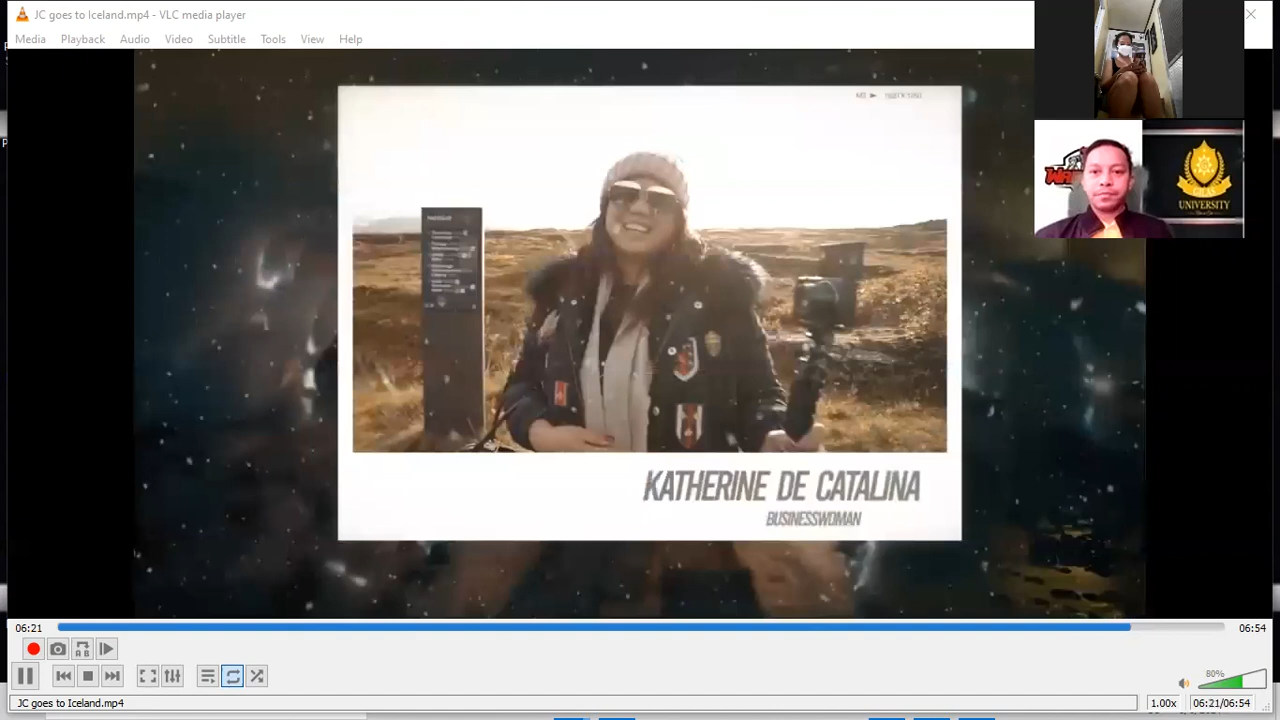 JC goes to Iceland.mp4 - VLC media player
Media Playback Audio Video Subtitle Tools View Help
UNIVERSITY
KATHERINE DE CATALINA
BUSINESSWOMAN
06:21
06:54
80%
JC goes to Iceland.mp4
1.00x
06:21/06:54